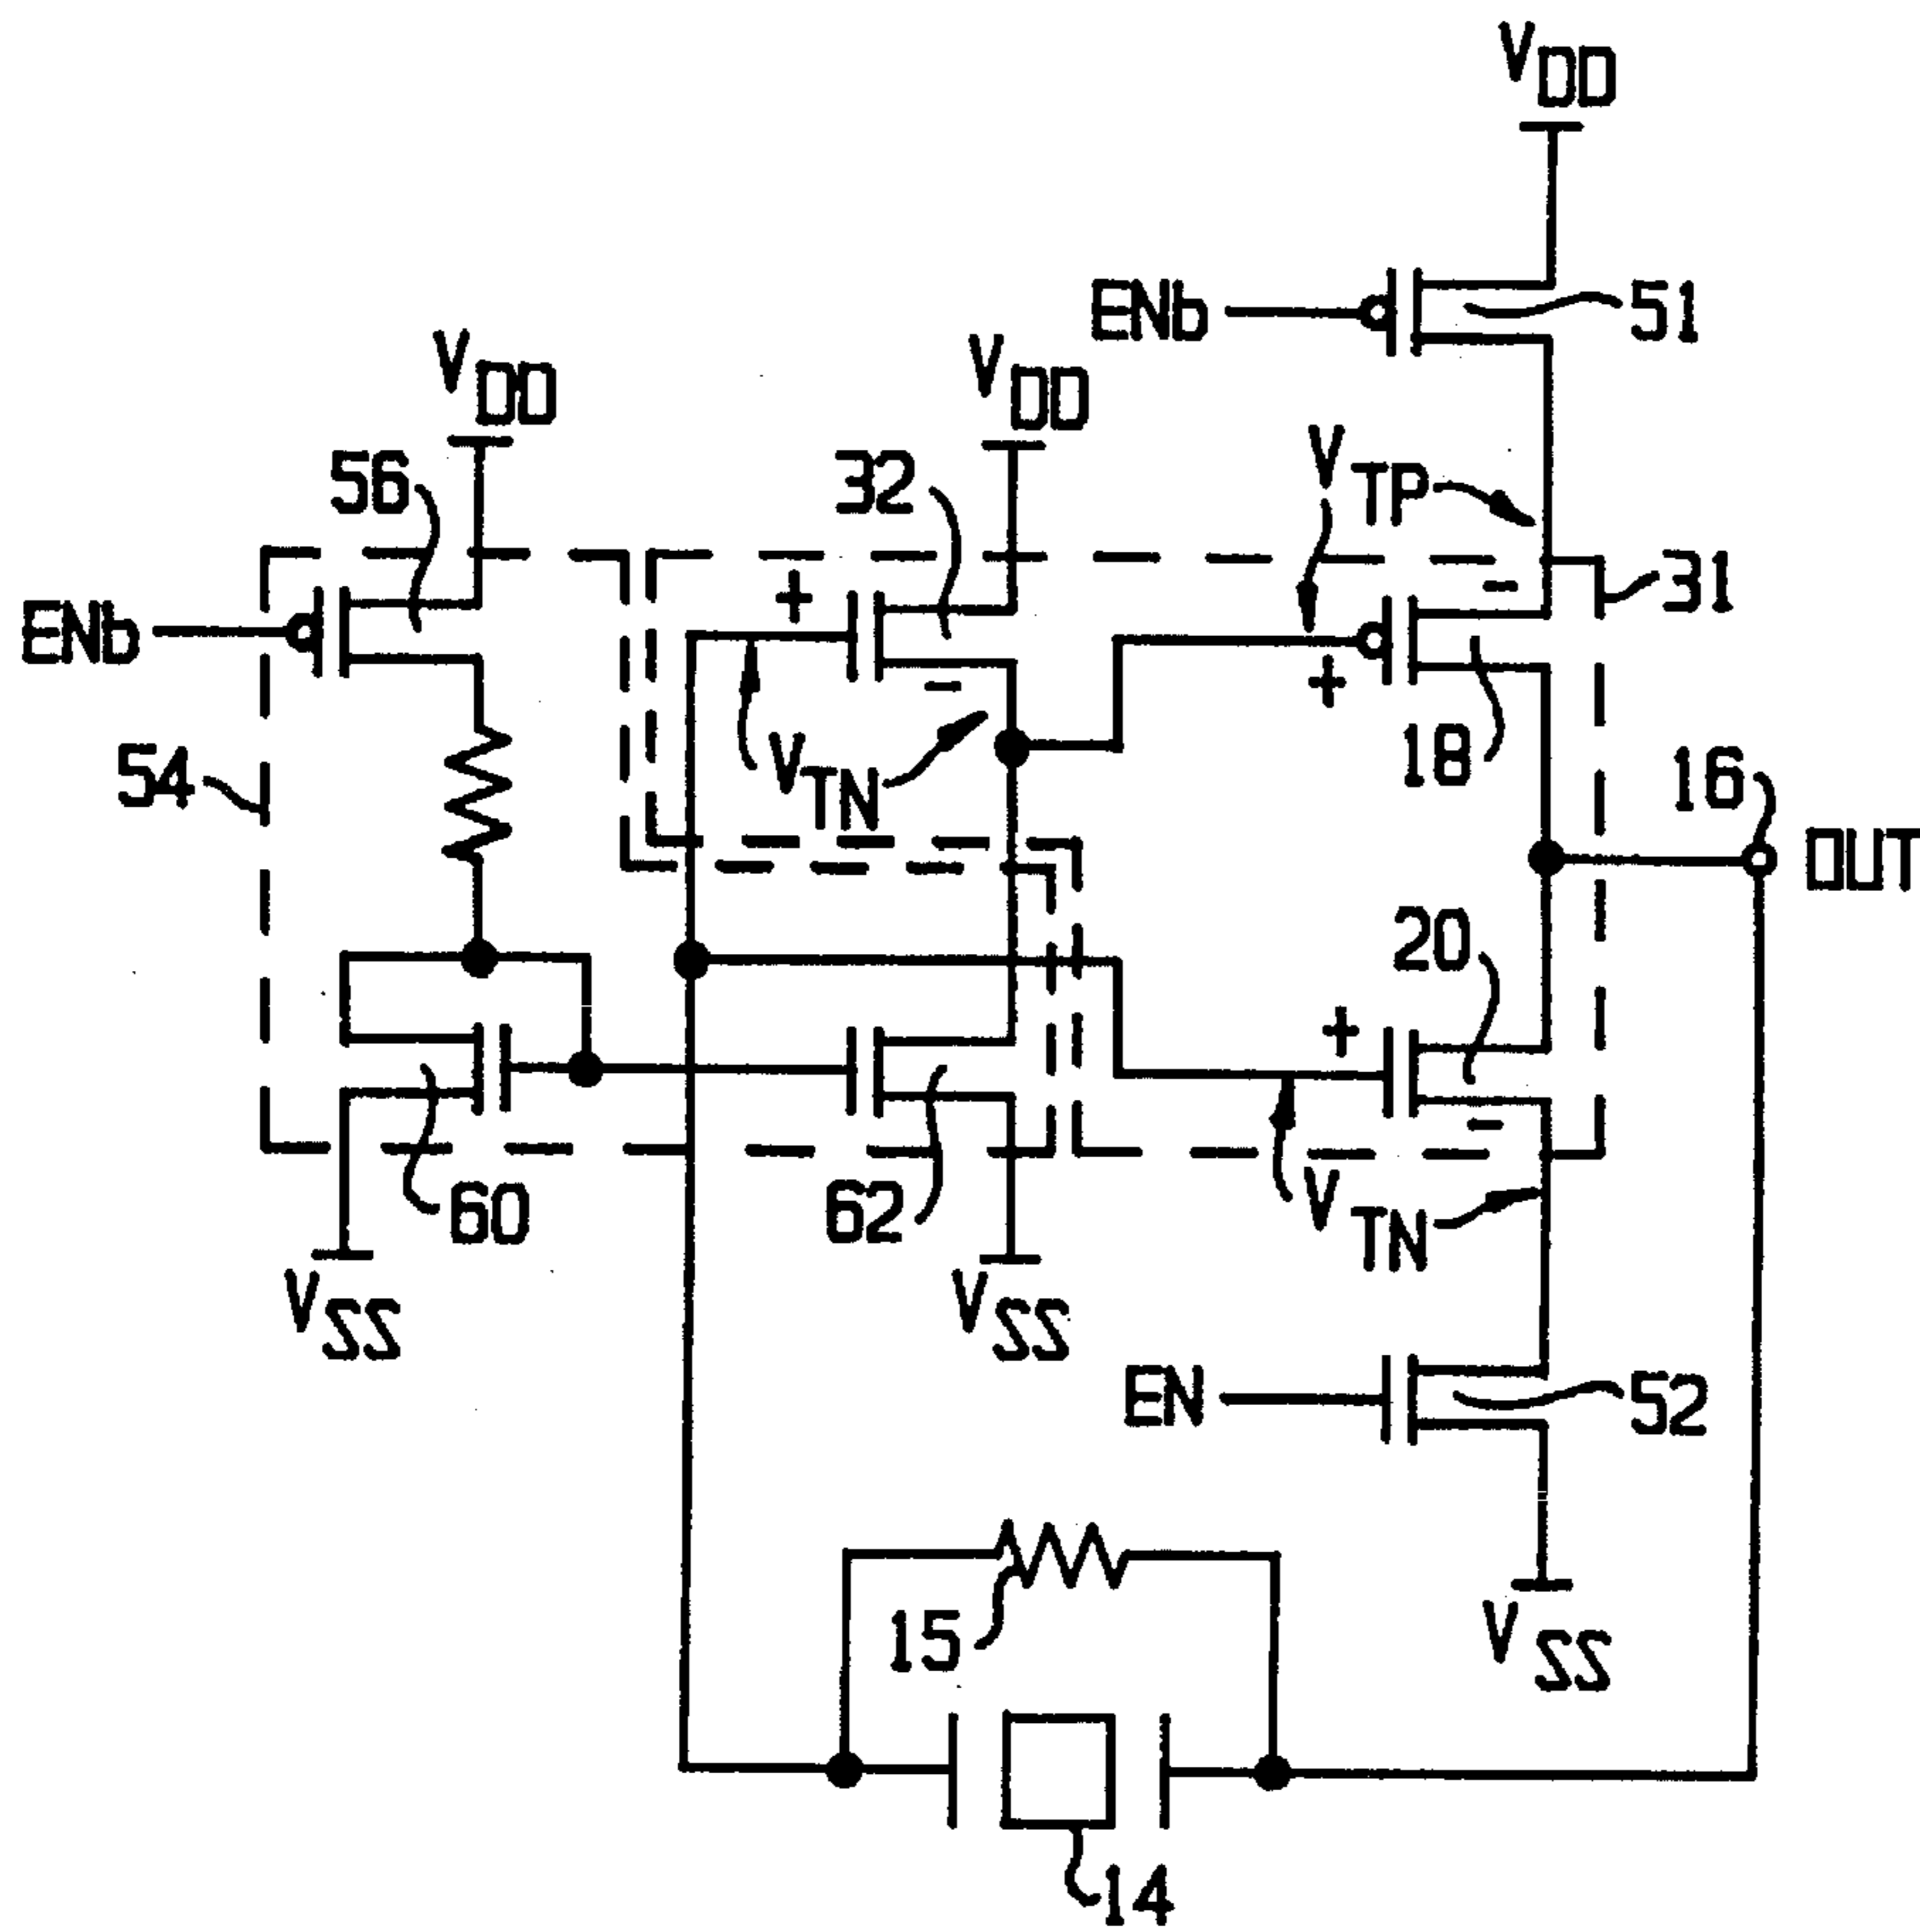 VDD
ENb
51
VDD
VDD
56
32
VTP
31
ENb
+
-
+
-
18
54
VTN
16
OUT
20
+
-
60
62
VTN
VSS
VSS
EN
52
15
VSS
14